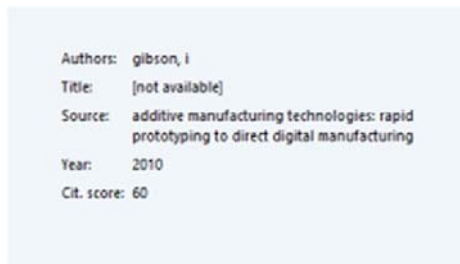 Authors: gibson, i
Title: [not available]
Source: additive manufacturing technologies: rapid
prototyping to direct digital manufacturing
Year: 2010
Cit. score: 60